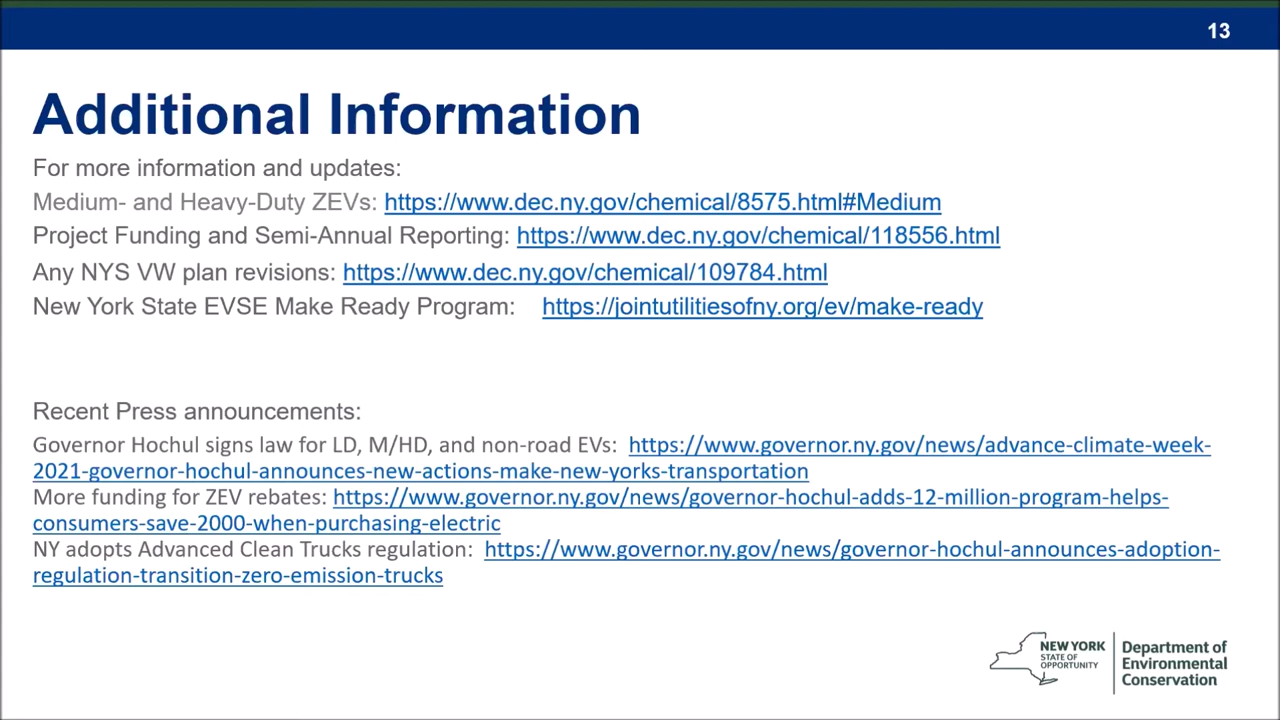 13
Additional Information
For more information and updates:
Medium- and Heavy-Duty ZEVs: https://www.dec.ny.gov/chemical/8575.html#Medium
Project Funding and Semi-Annual Reporting: https://www.dec.ny.gov/chemical/118556.html
Any NYS VW plan revisions: https://www.dec.ny.gov/chemical/109784.html
New York State EVSE Make Ready Program: https://jointutilitiesofny.org/ev/make-ready
Recent Press announcements:
Governor Hochul signs law for LD, M/HD, and non-road EVs: https://www.governor.ny.gov/news/advance-climate-week-
2021-governor-hochul-announces-new-actions-make-new-yorks-transportation
More funding for ZEV rebates: https://www.governor.ny.gov/news/governor-hochul-adds-12-million-program-helps-
consumers-save-2000-when-purchasing-electric
NY adopts Advanced Clean Trucks regulation: https://www.governor.ny.gov/news/governor-hochul-announces-adoption-
regulation-transition-zero-emission-trucks
NEW YORK
STATE OF
OPPORTUNITY
Department of
Environmental
Conservation